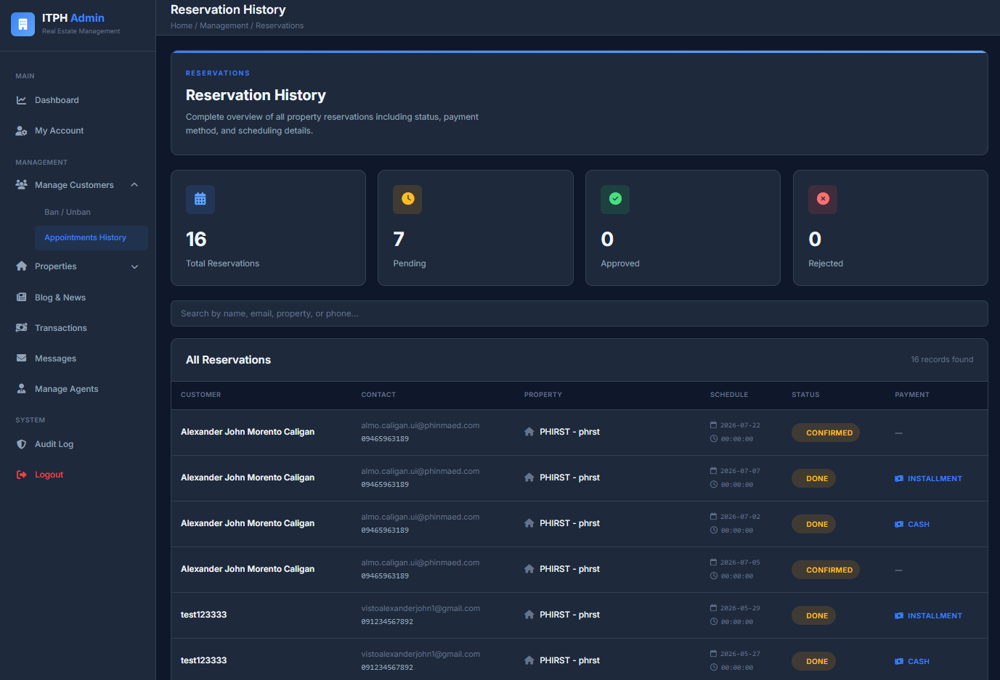 ITPH Admin
Real Estate Management
MAIN
Dashboard
My Account
MANAGEMENT
Manage Customers
Ban / Unban
Appointments History
Properties
Blog & News
Transactions
Messages
Manage Agents
SYSTEM
Audit Log
Logout
Reservation History
Home / Management / Reservations
RESERVATIONS
Reservation History
Complete overview of all property reservations including status, payment
method, and scheduling details.
16
Total Reservations
7
Pending
0
Approved
0
Rejected
Search by name, email, property, or phone...
All Reservations
16 records found
CUSTOMER CONTACT PROPERTY SCHEDULE STATUS PAYMENT
Alexander John Morento Caligan
almo.caligan.ui@phinmaed.com
09465963189
PHIRST - phrst
2026-07-22
00:00:00
CONFIRMED
—
Alexander John Morento Caligan
almo.caligan.ui@phinmaed.com
09465963189
PHIRST - phrst
2026-07-07
00:00:00
DONE
INSTALLMENT
Alexander John Morento Caligan
almo.caligan.ui@phinmaed.com
09465963189
PHIRST - phrst
2026-07-02
00:00:00
DONE
CASH
Alexander John Morento Caligan
almo.caligan.ui@phinmaed.com
09465963189
PHIRST - phrst
2026-07-05
00:00:00
CONFIRMED
—
test123333
vistoalexanderjohn1@gmail.com
091234567892
PHIRST - phrst
2026-05-29
00:00:00
DONE
INSTALLMENT
test123333
vistoalexanderjohn1@gmail.com
091234567892
PHIRST - phrst
2026-05-27
00:00:00
DONE
CASH